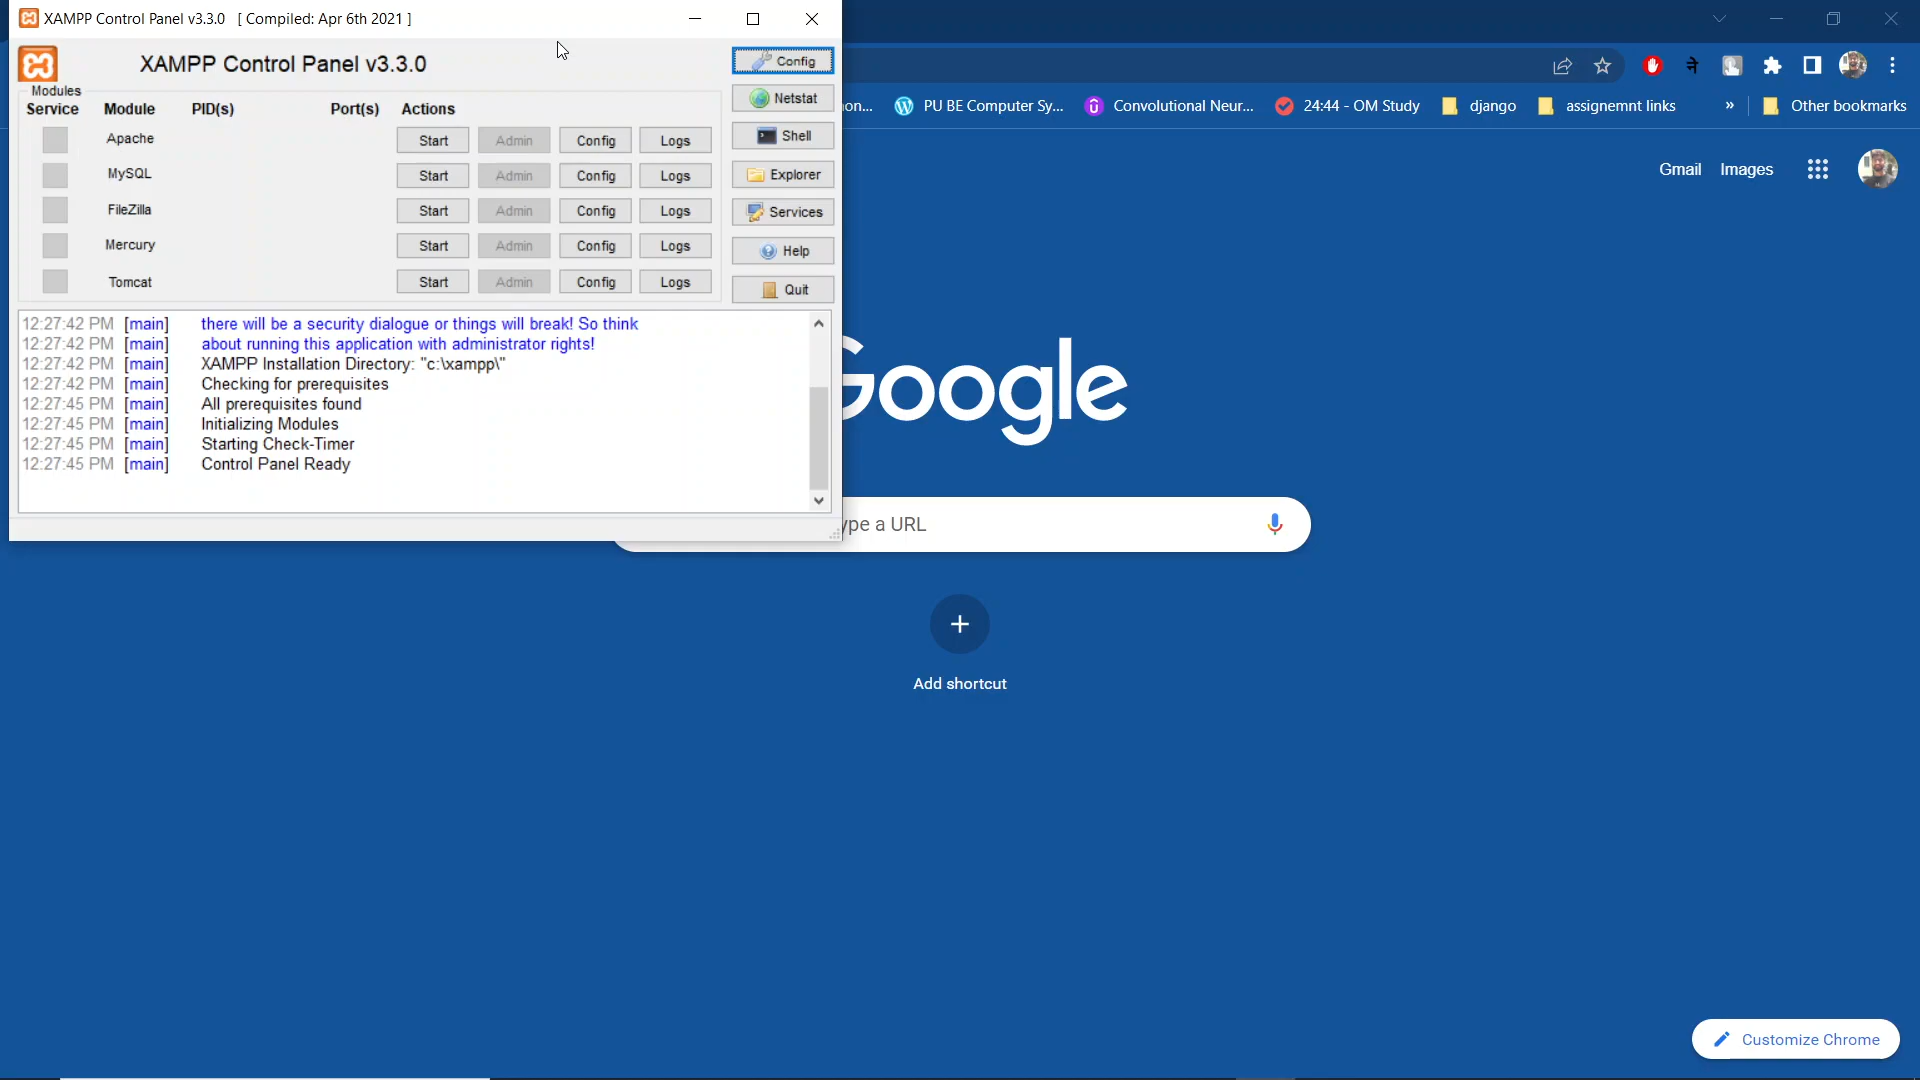 XAMPP Control Panel v3.3.0 [ Compiled: Apr 6th 2021 ]
XAMPP Control Panel v3.3.0
Config
Modules
Service Module PID(s) Port(s) Actions
Netstat
Apache Start Admin Config Logs
Shell
MySQL Start Admin Config Logs
Explorer
FileZilla Start Admin Config Logs
Services
Mercury Start Admin Config Logs
Help
Tomcat Start Admin Config Logs
Quit
12:27:42 PM [main] there will be a security dialogue or things will break! So think
12:27:42 PM [main] about running this application with administrator rights!
12:27:42 PM [main] XAMPP Installation Directory: "c:\xampp\"
12:27:42 PM [main] Checking for prerequisites
12:27:45 PM [main] All prerequisites found
12:27:45 PM [main] Initializing Modules
12:27:45 PM [main] Starting Check-Timer
12:27:45 PM [main] Control Panel Ready
ने
on... PU BE Computer Sy... Convolutional Neur... 24:44 - OM Study django assignemnt links » Other bookmarks
Gmail Images
Google
ype a URL
Add shortcut
Customize Chrome